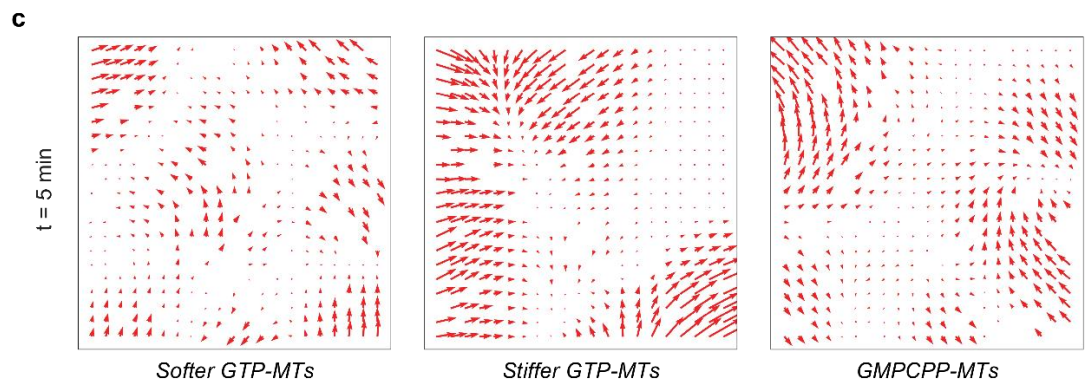 c
t = 5 min
Softer GTP-MTs
Stiffer GTP-MTs
GMPCPP-MTs